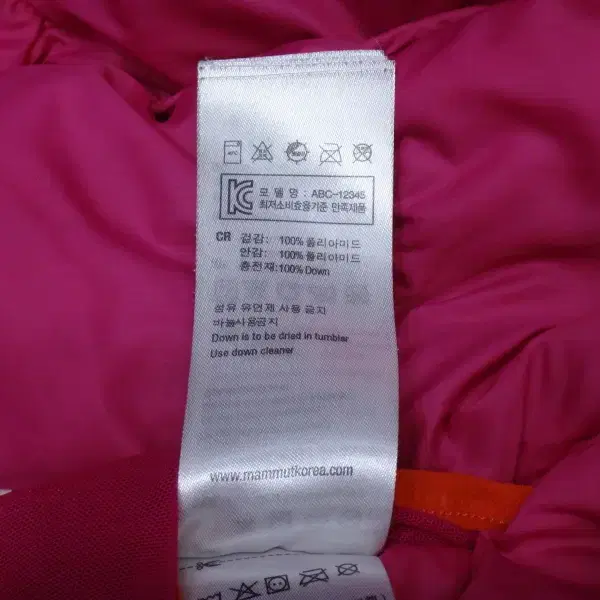 모 델 명 : ABC-12345
최저소비효율기준 만족제품
CR 겉감: 100% 폴리아미드
안감: 100% 폴리아미드
충전재: 100% Down
섬유 유연제 사용 금지
바늘사용금지
Down is to be dried in tumbler
Use down cleaner
www.mammutkorea.com